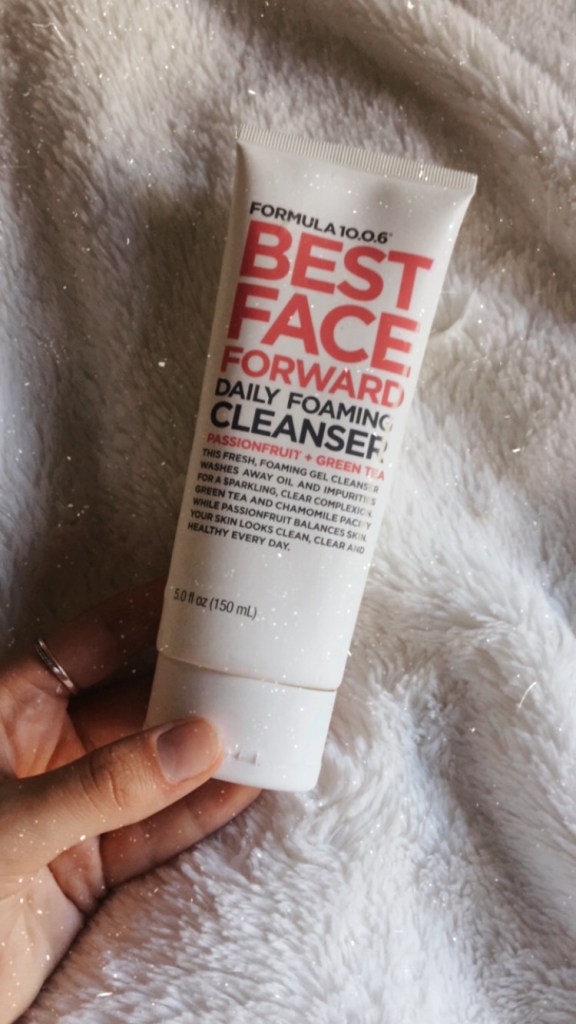 FORMULA 10.0.6®
BEST
FACE
FORWARD
DAILY FOAMING
CLEANSER
PASSIONFRUIT + GREEN TEA
THIS FRESH, FOAMING GEL CLEANSER
WASHES AWAY OIL AND IMPURITIES
FOR A SPARKLING, CLEAR COMPLEXION.
GREEN TEA AND CHAMOMILE PACIFY
WHILE PASSIONFRUIT BALANCES SKIN.
YOUR SKIN LOOKS CLEAN, CLEAR AND
HEALTHY EVERY DAY.
5.0 fl oz (150 mL)